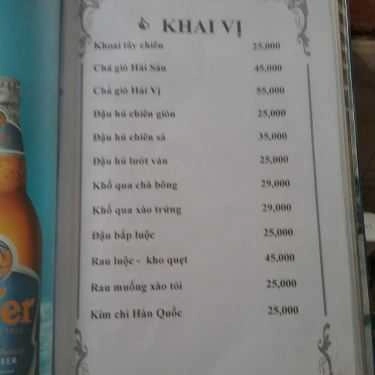 KHAI VỊ
Khoai tây chiên 25,000
Chả giò Hải Sản 45,000
Chả giò Hải Vị 55,000
Đậu hũ chiên giòn 25,000
Đậu hũ chiên sả 35,000
Đậu hũ lướt ván 25,000
Khổ qua chà bông 29,000
Khổ qua xào trứng 29,000
Đậu bắp luộc 25,000
Rau luộc - kho quẹt 45,000
Rau muống xào tỏi 25,000
Kim chi Hàn Quốc 25,000